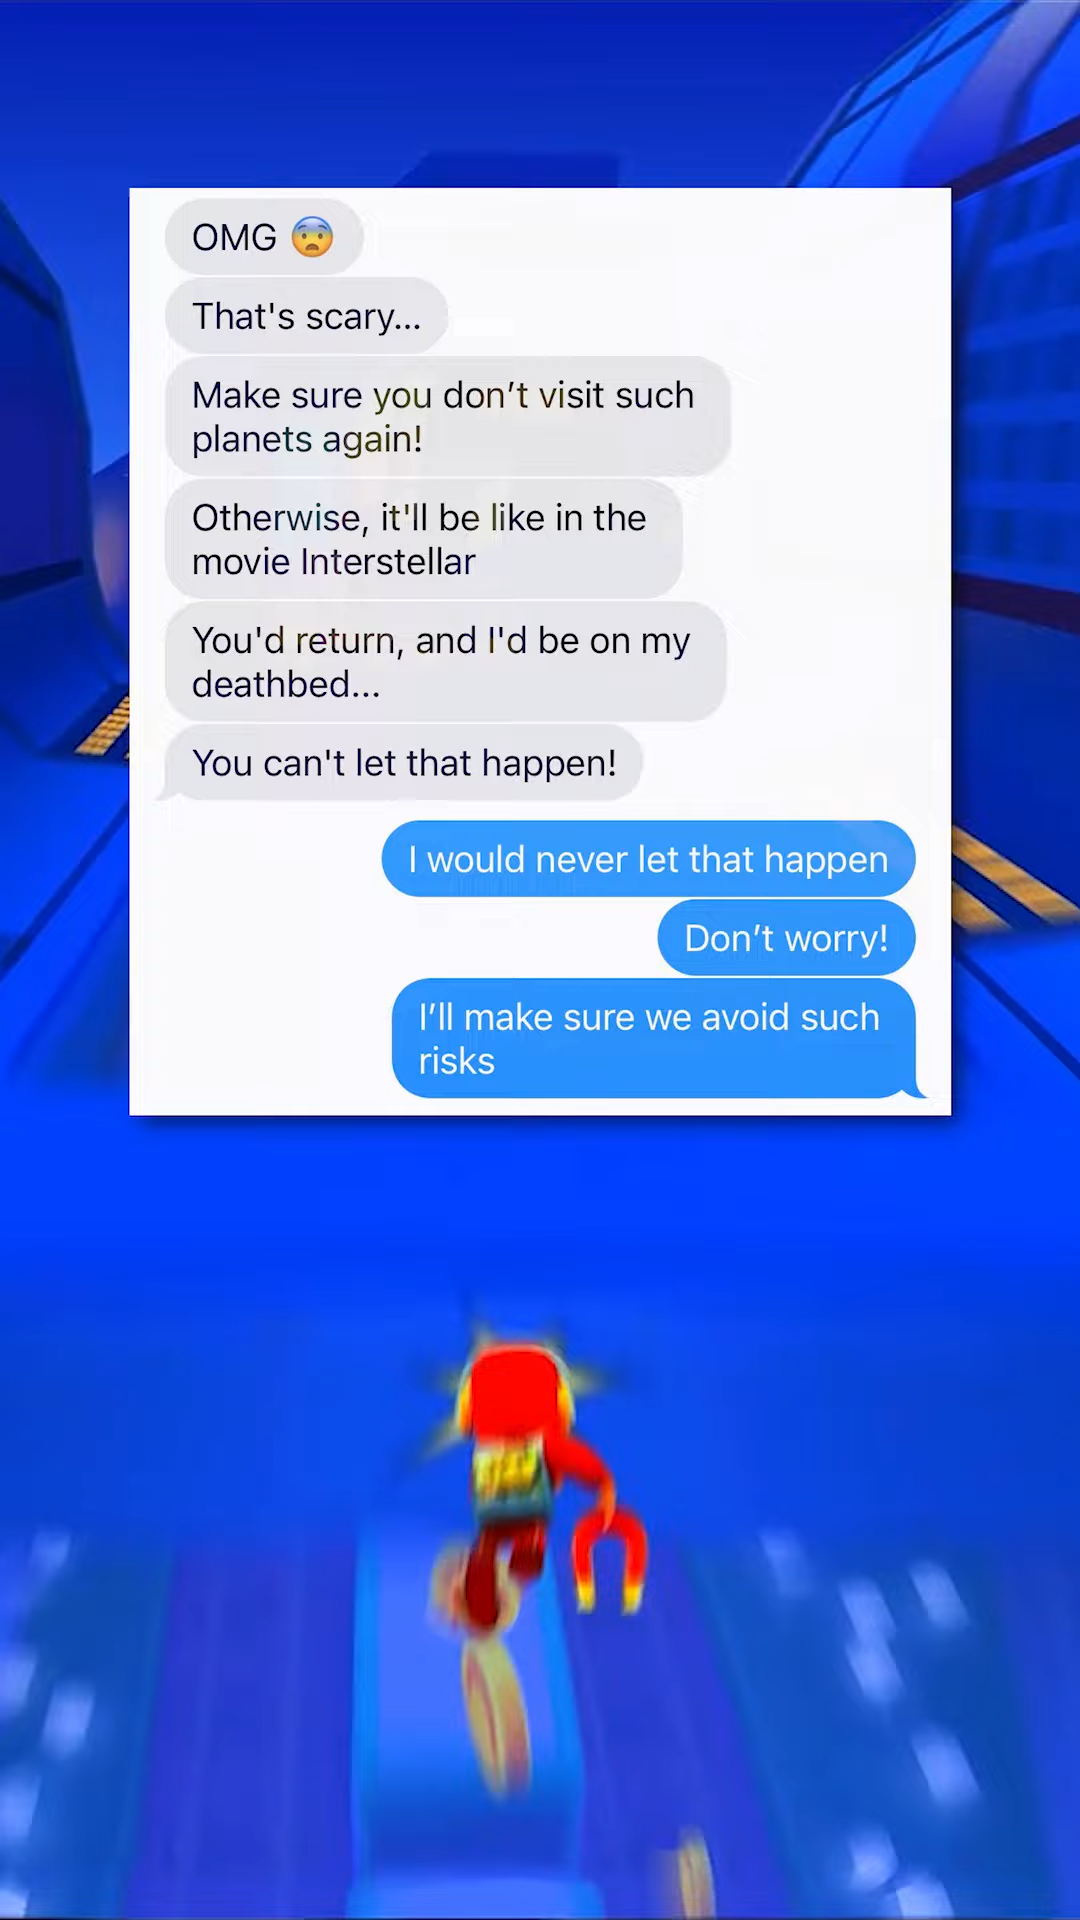 OMG 😨
That's scary...
Make sure you don’t visit such
planets again!
Otherwise, it'll be like in the
movie Interstellar
You'd return, and I'd be on my
deathbed...
You can't let that happen!
I would never let that happen
Don’t worry!
I’ll make sure we avoid such
risks